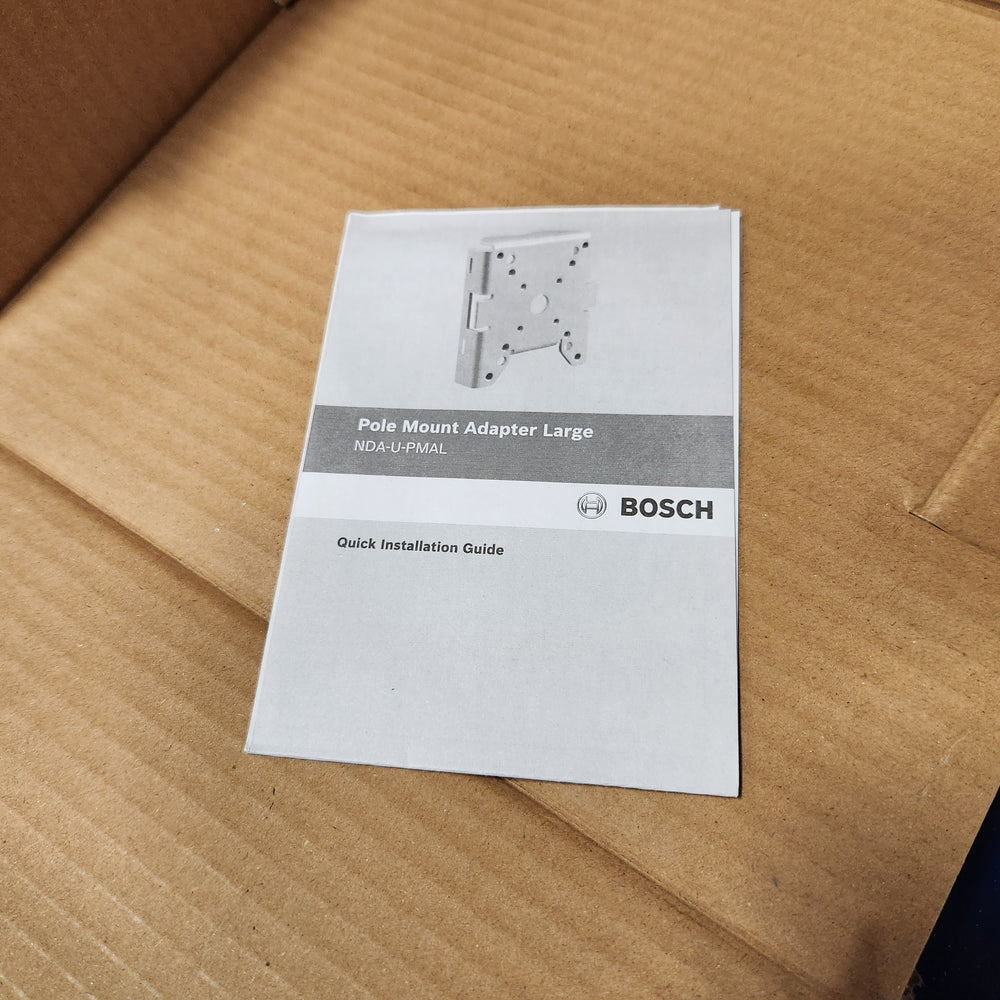 Pole Mount Adapter Large
NDA-U-PMAL
BOSCH
Quick Installation Guide